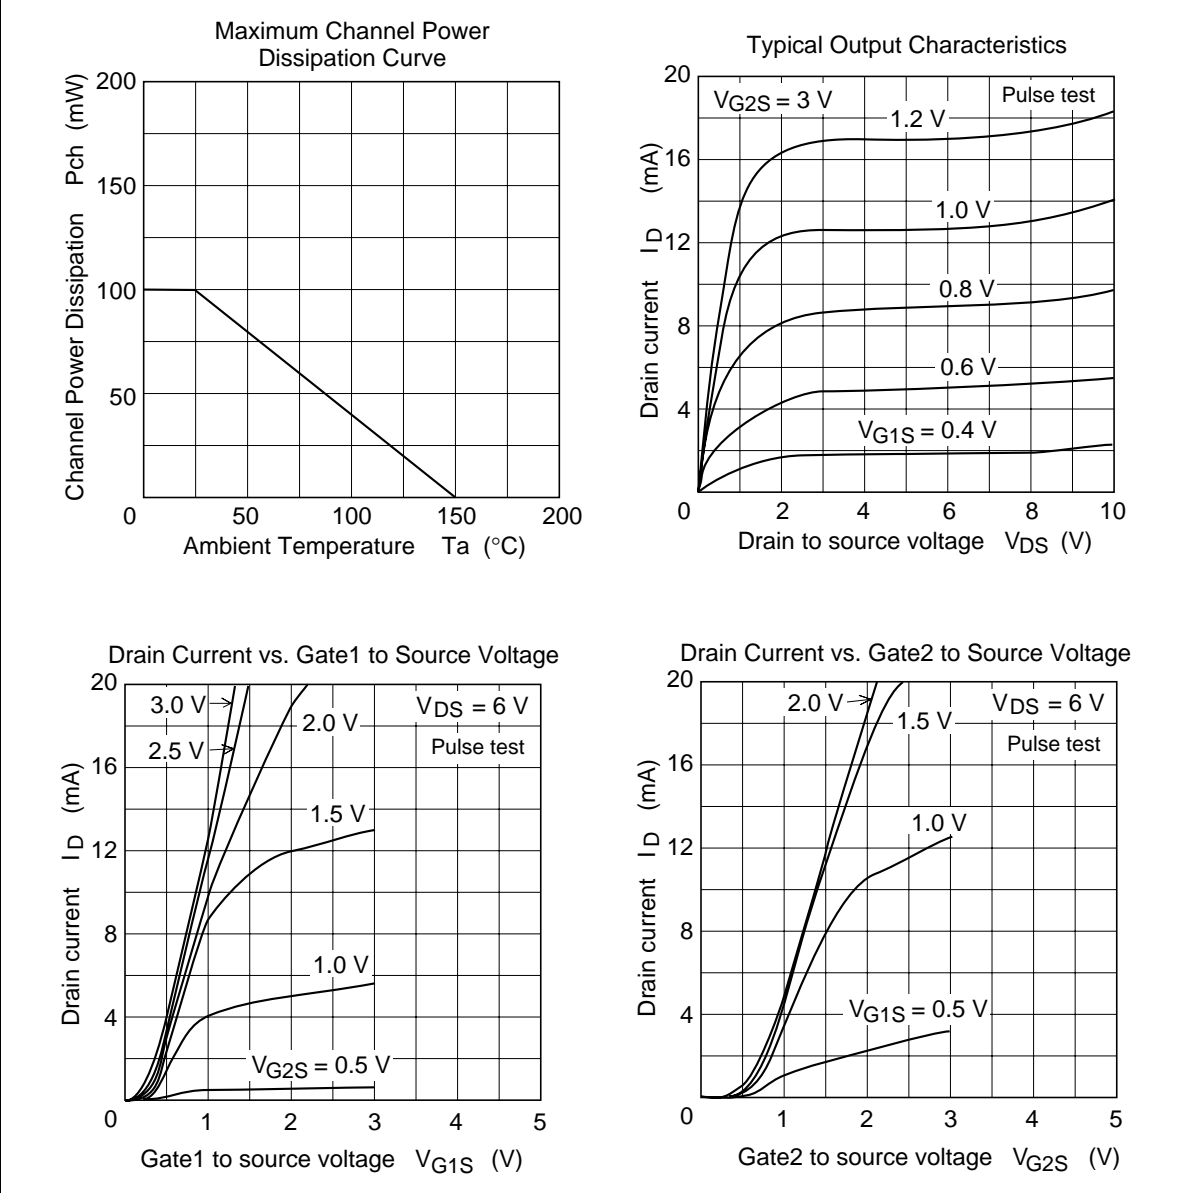 Maximum Channel Power
Dissipation Curve
Channel Power Dissipation Pch (mW)
200
150
100
50
0
50
100
150
200
Ambient Temperature Ta (°C)
Typical Output Characteristics
Drain current ID (mA)
20
16
12
8
4
VG2S = 3 V
Pulse test
1.2 V
1.0 V
0.8 V
0.6 V
VG1S = 0.4 V
0
2
4
6
8
10
Drain to source voltage VDS (V)
Drain Current vs. Gate1 to Source Voltage
Drain current ID (mA)
20
16
12
8
4
3.0 V
2.5 V
2.0 V
VDS = 6 V
Pulse test
1.5 V
1.0 V
VG2S = 0.5 V
0
1
2
3
4
5
Gate1 to source voltage VG1S (V)
Drain Current vs. Gate2 to Source Voltage
Drain current ID (mA)
20
16
12
8
4
2.0 V
1.5 V
VDS = 6 V
Pulse test
1.0 V
VG1S = 0.5 V
0
1
2
3
4
5
Gate2 to source voltage VG2S (V)